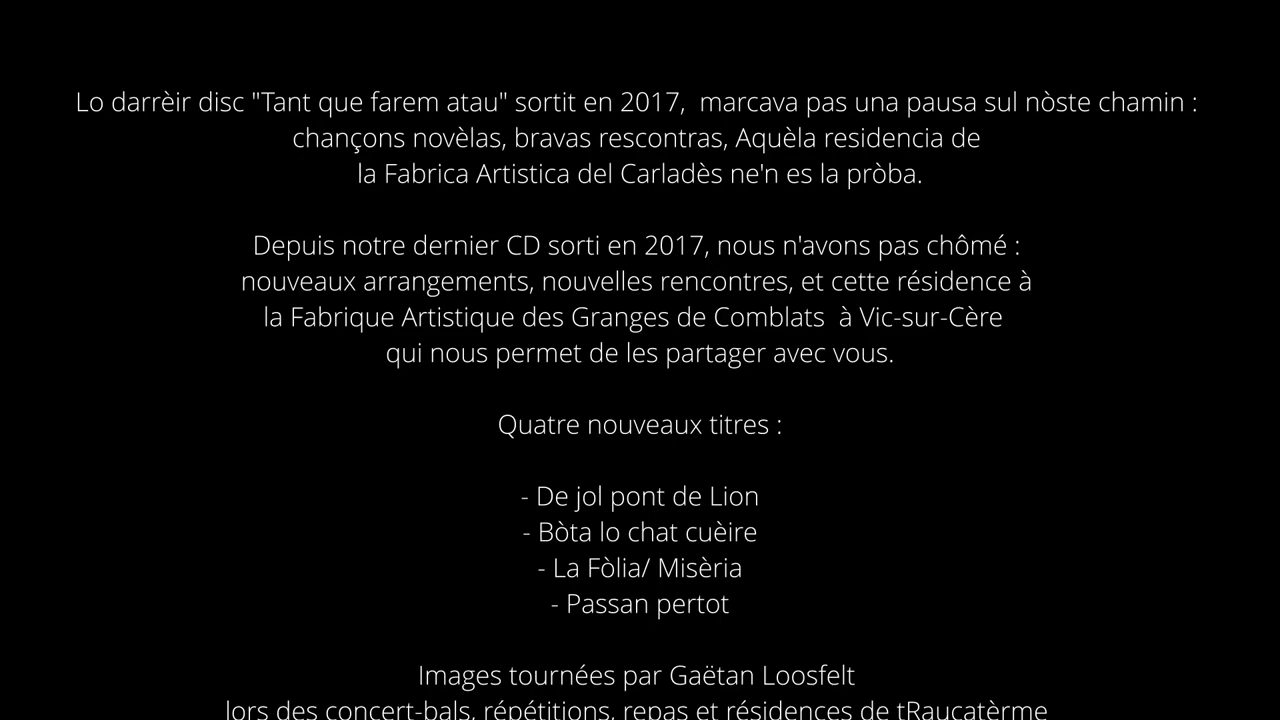 Lo darrèir disc "Tant que farem atau" sortit en 2017,  marcava pas una pausa sul nòste chamin :
chançons novèlas, bravas rescontras, Aquèla residencia de
la Fabrica Artistica del Carladès ne'n es la pròba.
Depuis notre dernier CD sorti en 2017, nous n'avons pas chômé :
nouveaux arrangements, nouvelles rencontres, et cette résidence à
la Fabrique Artistique des Granges de Comblats  à Vic-sur-Cère
qui nous permet de les partager avec vous.
Quatre nouveaux titres :
- De jol pont de Lion
- Bòta lo chat cuèire
- La Fòlia/ Misèria
- Passan pertot
Images tournées par Gaëtan Loosfelt
lors des concert-bals, répétitions, repas et résidences de tRaucatèrme